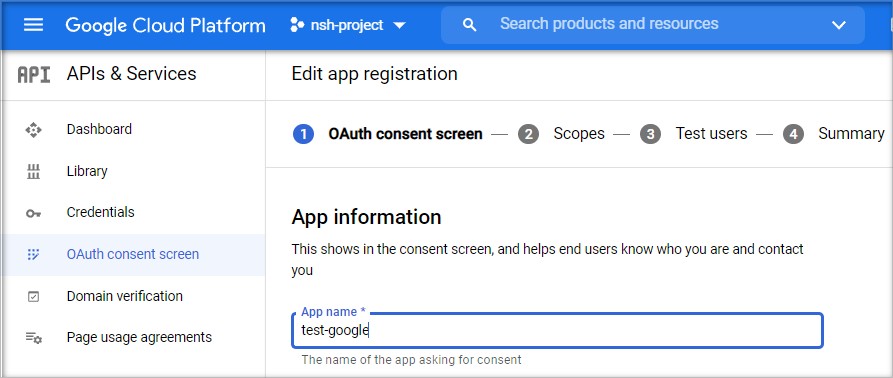 Google Cloud Platform nsh-project Search products and resources
API APIs & Services
Edit app registration
Dashboard
Library
Credentials
OAuth consent screen
Domain verification
Page usage agreements
1 OAuth consent screen — 2 Scopes — 3 Test users — 4 Summary
App information
This shows in the consent screen, and helps end users know who you are and contact
you
App name *
test-google
The name of the app asking for consent